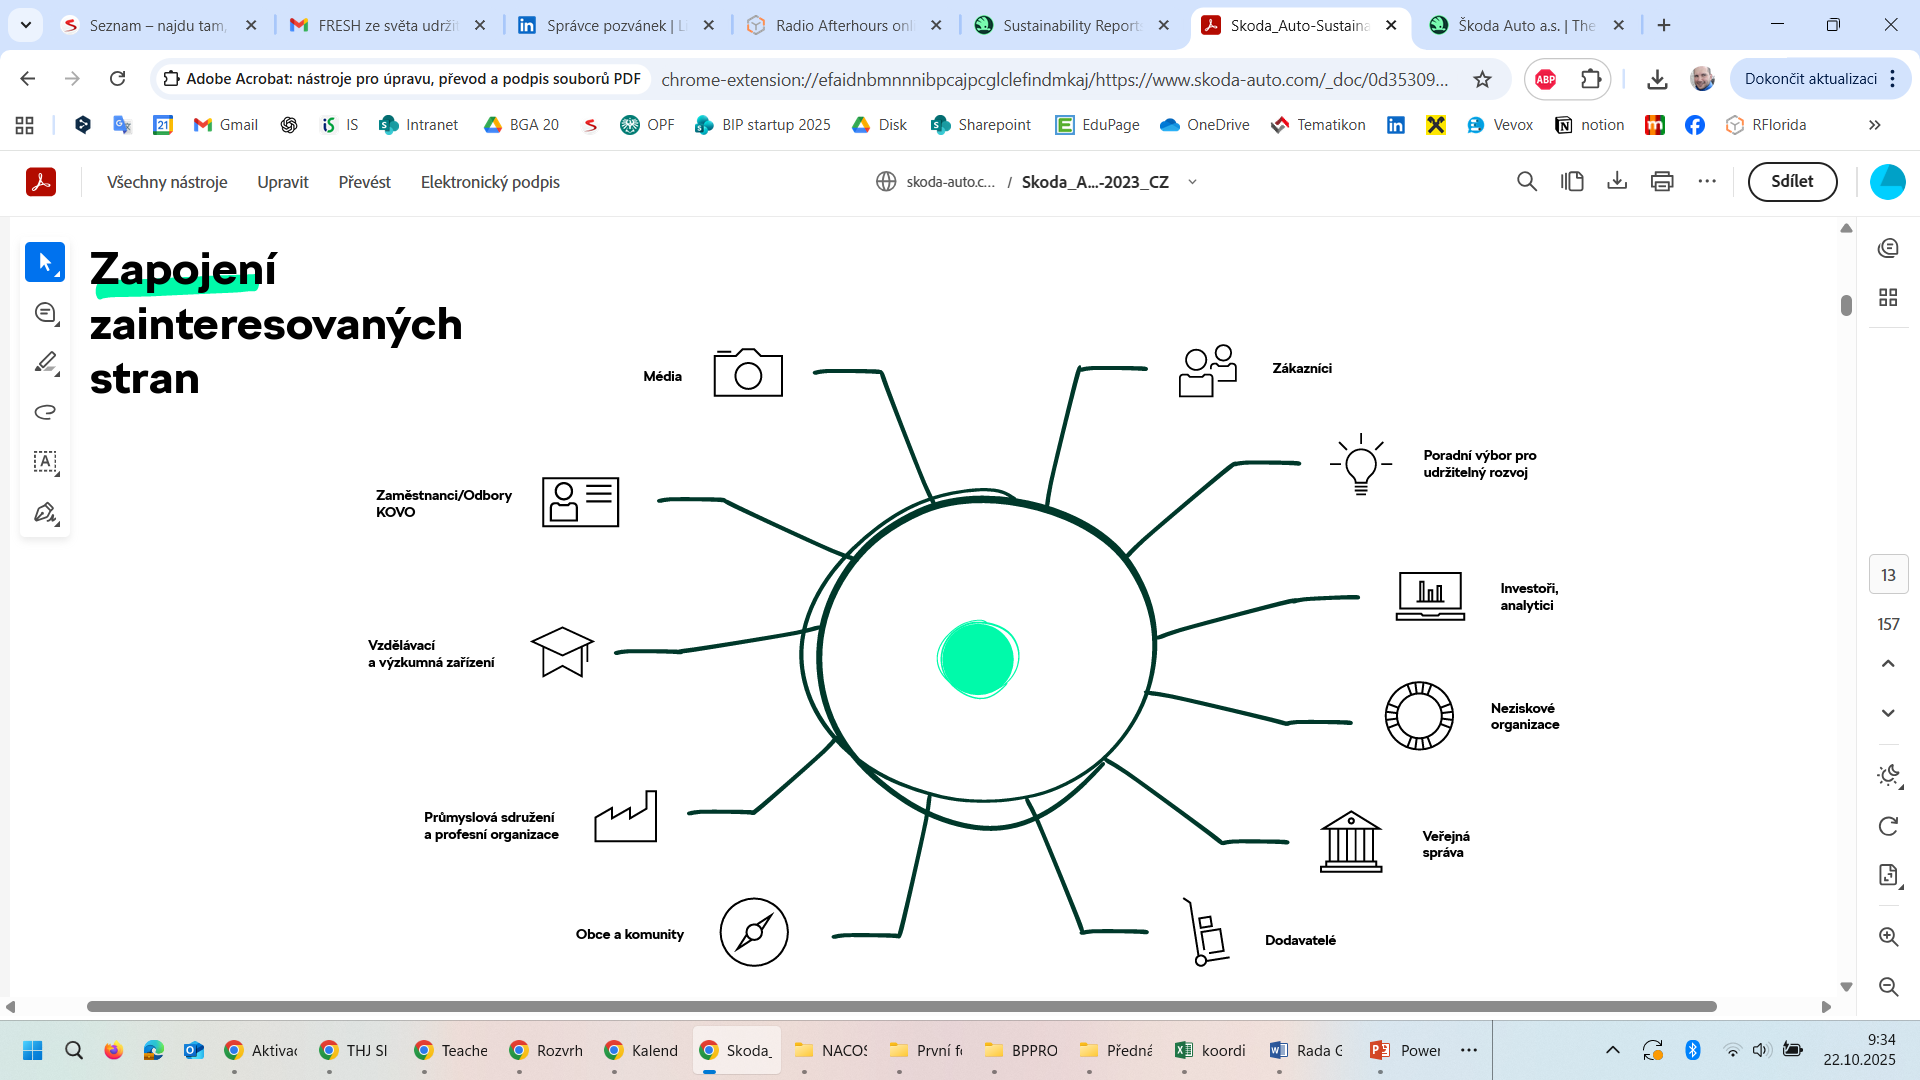 Seznam – najdu tam,
FRESH ze světa udržit
Správce pozvánek | Li
Radio Afterhours onl
Sustainability Reports
Skoda_Auto-Sustaina
Škoda Auto a.s. | The
Adobe Acrobat: nástroje pro úpravu, převod a podpis souborů PDF
chrome-extension://efaidnbmnnnibpcajpcglclefindmkaj/https://www.skoda-auto.com/_doc/0d35309...
ABP
Dokončit aktualizaci
21
Gmail
IS
Intranet
BGA 20
OPF
BIP startup 2025
Disk
Sharepoint
EduPage
OneDrive
Tematikon
Vevox
notion
RFlorida
Všechny nástroje
Upravit
Převést
Elektronický podpis
skoda-auto.c... / Skoda_A...-2023_CZ
Sdílet
Zapojení
zainteresovaných
stran
Média
Zákazníci
Poradní výbor pro
udržitelný rozvoj
Zaměstnanci/Odbory
KOVO
Investoři,
analytici
Vzdělávací
a výzkumná zařízení
Neziskové
organizace
Průmyslová sdružení
a profesní organizace
Veřejná
správa
Obce a komunity
Dodavatelé
13
157
Aktivac
THJ SI
Teache
Rozvrh
Kalend
Skoda_
NACOS
První fo
BPPRO
Předná
koordi
Rada G
Power
9:34
22.10.2025